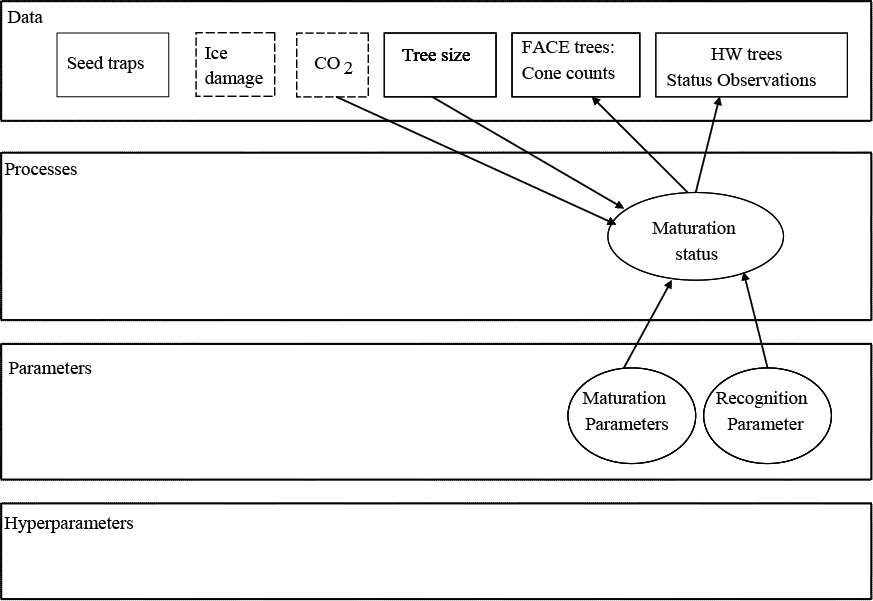 Data
Seed traps
Ice
damage
CO 2
Tree size
FACE trees:
Cone counts
HW trees
Status Observations
Processes
Maturation
status
Parameters
Maturation
Parameters
Recognition
Parameter
Hyperparameters